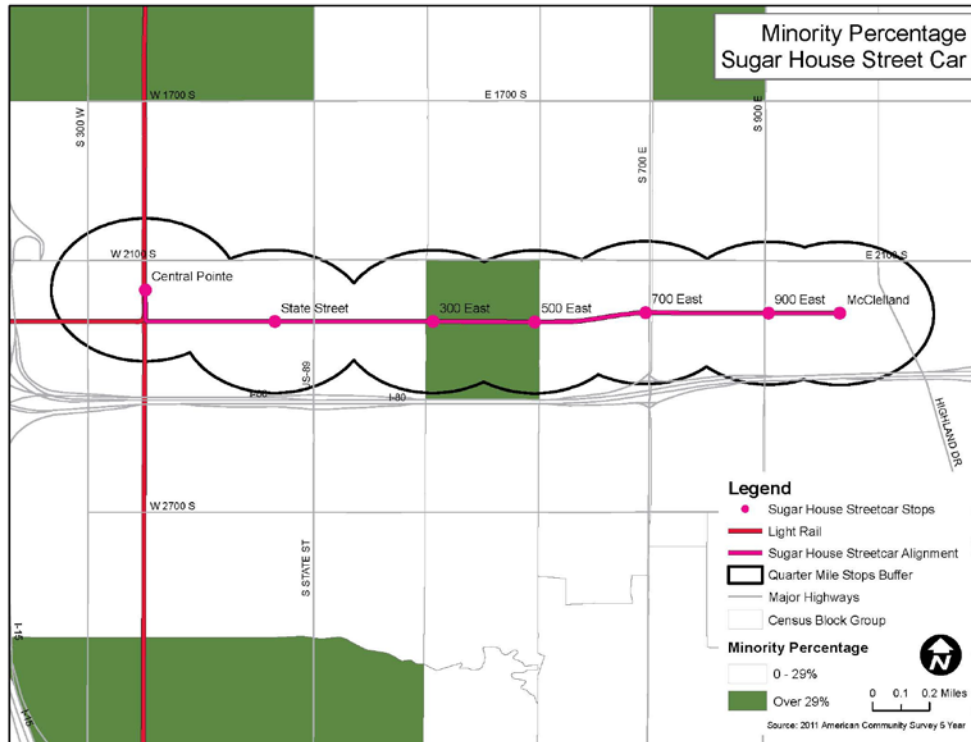 Minority Percentage
Sugar House Street Car
W 1700 S
E 1700 S
S 300 W
S 700 E
S 900 E
W 2100 S
E 2100 S
Central Pointe
State Street
300 East
500 East
700 East
900 East
McClelland
US-89
I-80
I-80
HIGHLAND DR
W 2700 S
S STATE ST
I-15
I-15
Legend
Sugar House Streetcar Stops
Light Rail
Sugar House Streetcar Alignment
Quarter Mile Stops Buffer
Major Highways
Census Block Group
Minority Percentage
0 - 29%
Over 29%
N
0 0.1 0.2 Miles
Source: 2011 American Community Survey 5 Year